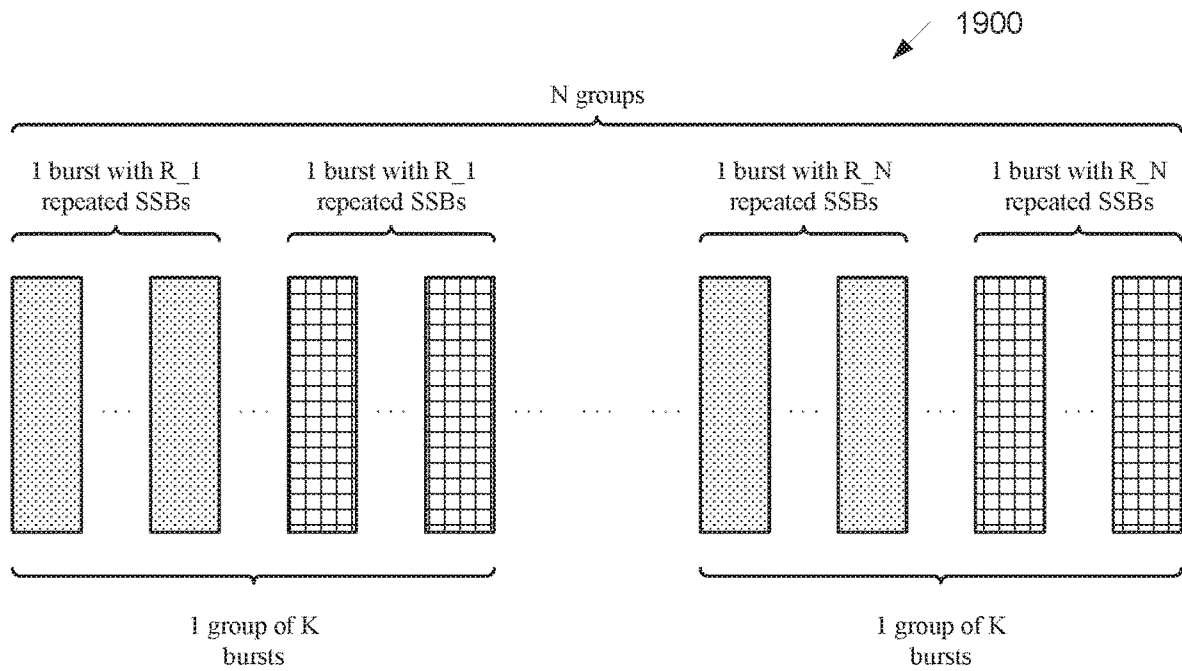 1900
N groups
1 burst with R_1
repeated SSBs
1 burst with R_1
repeated SSBs
1 burst with R_N
repeated SSBs
1 burst with R_N
repeated SSBs
1 group of K
bursts
1 group of K
bursts